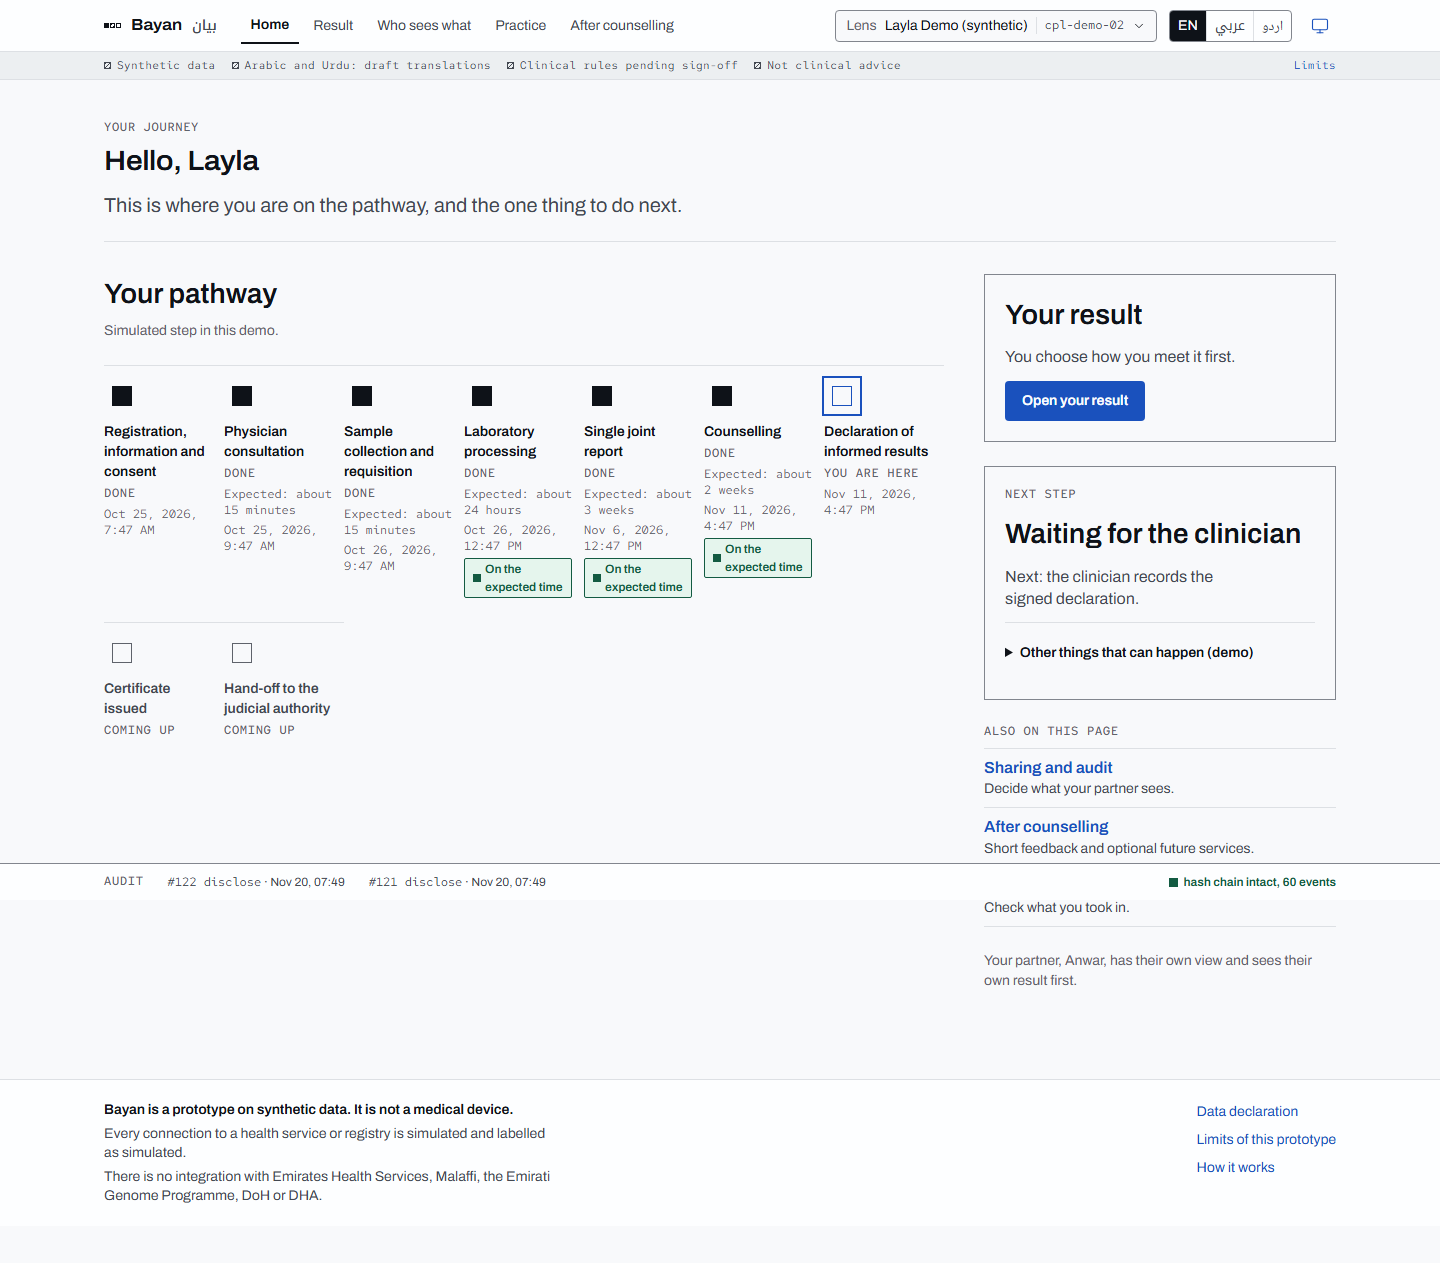 Bayan بيان Home Result Who sees what Practice After counselling Lens Layla Demo (synthetic) cpl-demo-02 EN عربي اردو
Synthetic data Arabic and Urdu: draft translations Clinical rules pending sign-off Not clinical advice Limits
YOUR JOURNEY
Hello, Layla
This is where you are on the pathway, and the one thing to do next.
Your pathway
Simulated step in this demo.
Registration,
information and
consent
DONE
Oct 25, 2026,
7:47 AM
Physician
consultation
DONE
Expected: about
15 minutes
Oct 25, 2026,
9:47 AM
Sample
collection and
requisition
DONE
Expected: about
15 minutes
Oct 26, 2026,
9:47 AM
Laboratory
processing
DONE
Expected: about
24 hours
Oct 26, 2026,
12:47 PM
On the
expected time
Single joint
report
DONE
Expected: about
3 weeks
Nov 6, 2026,
12:47 PM
On the
expected time
Counselling
DONE
Expected: about
2 weeks
Nov 11, 2026,
4:47 PM
On the
expected time
Declaration of
informed results
YOU ARE HERE
Nov 11, 2026,
4:47 PM
Certificate
issued
COMING UP
Hand-off to the
judicial authority
COMING UP
Your result
You choose how you meet it first.
Open your result
NEXT STEP
Waiting for the clinician
Next: the clinician records the
signed declaration.
Other things that can happen (demo)
ALSO ON THIS PAGE
Sharing and audit
Decide what your partner sees.
After counselling
Short feedback and optional future services.
AUDIT #122 disclose · Nov 20, 07:49 #121 disclose · Nov 20, 07:49 hash chain intact, 60 events
Check what you took in.
Your partner, Anwar, has their own view and sees their
own result first.
Bayan is a prototype on synthetic data. It is not a medical device.
Every connection to a health service or registry is simulated and labelled
as simulated.
There is no integration with Emirates Health Services, Malaffi, the Emirati
Genome Programme, DoH or DHA.
Data declaration
Limits of this prototype
How it works